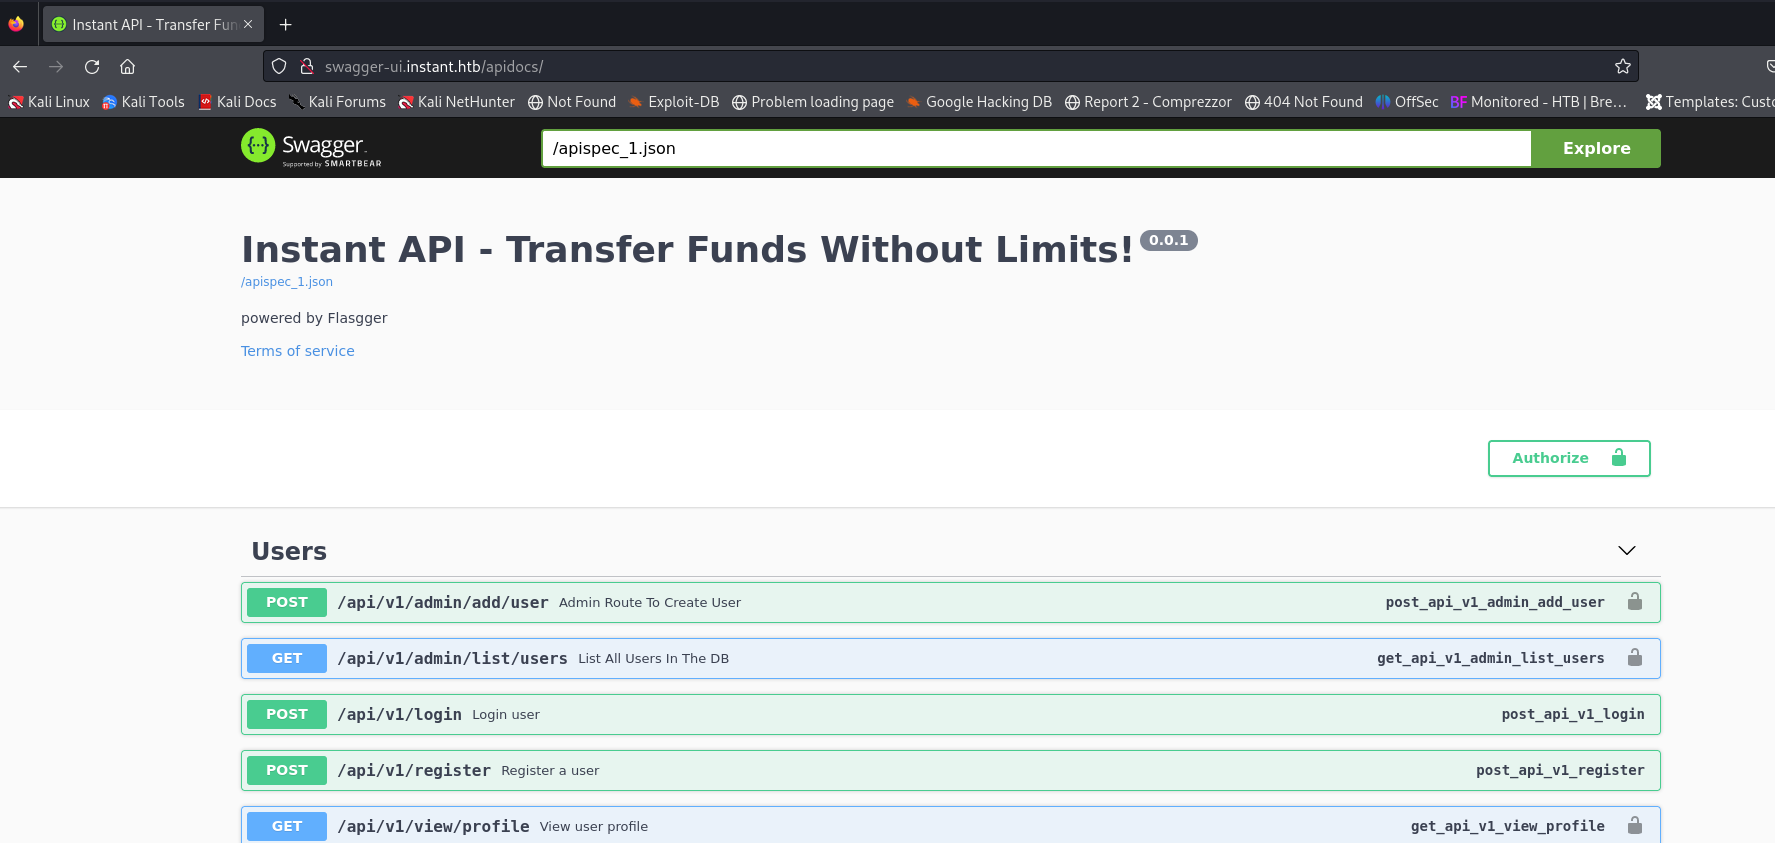 Instant API - Transfer Fun
swagger-ui.instant.htb/apidocs/
Kali Linux Kali Tools Kali Docs Kali Forums Kali NetHunter Not Found Exploit-DB Problem loading page Google Hacking DB Report 2 - Comprezzor 404 Not Found OffSec BF Monitored - HTB | Bre… Templates: Custo
{··} Swagger
Supported by SMARTBEAR
/apispec_1.json Explore
Instant API - Transfer Funds Without Limits! 0.0.1
/apispec_1.json
powered by Flasgger
Terms of service
Authorize
Users
POST /api/v1/admin/add/user Admin Route To Create User post_api_v1_admin_add_user
GET /api/v1/admin/list/users List All Users In The DB get_api_v1_admin_list_users
POST /api/v1/login Login user post_api_v1_login
POST /api/v1/register Register a user post_api_v1_register
GET /api/v1/view/profile View user profile get_api_v1_view_profile